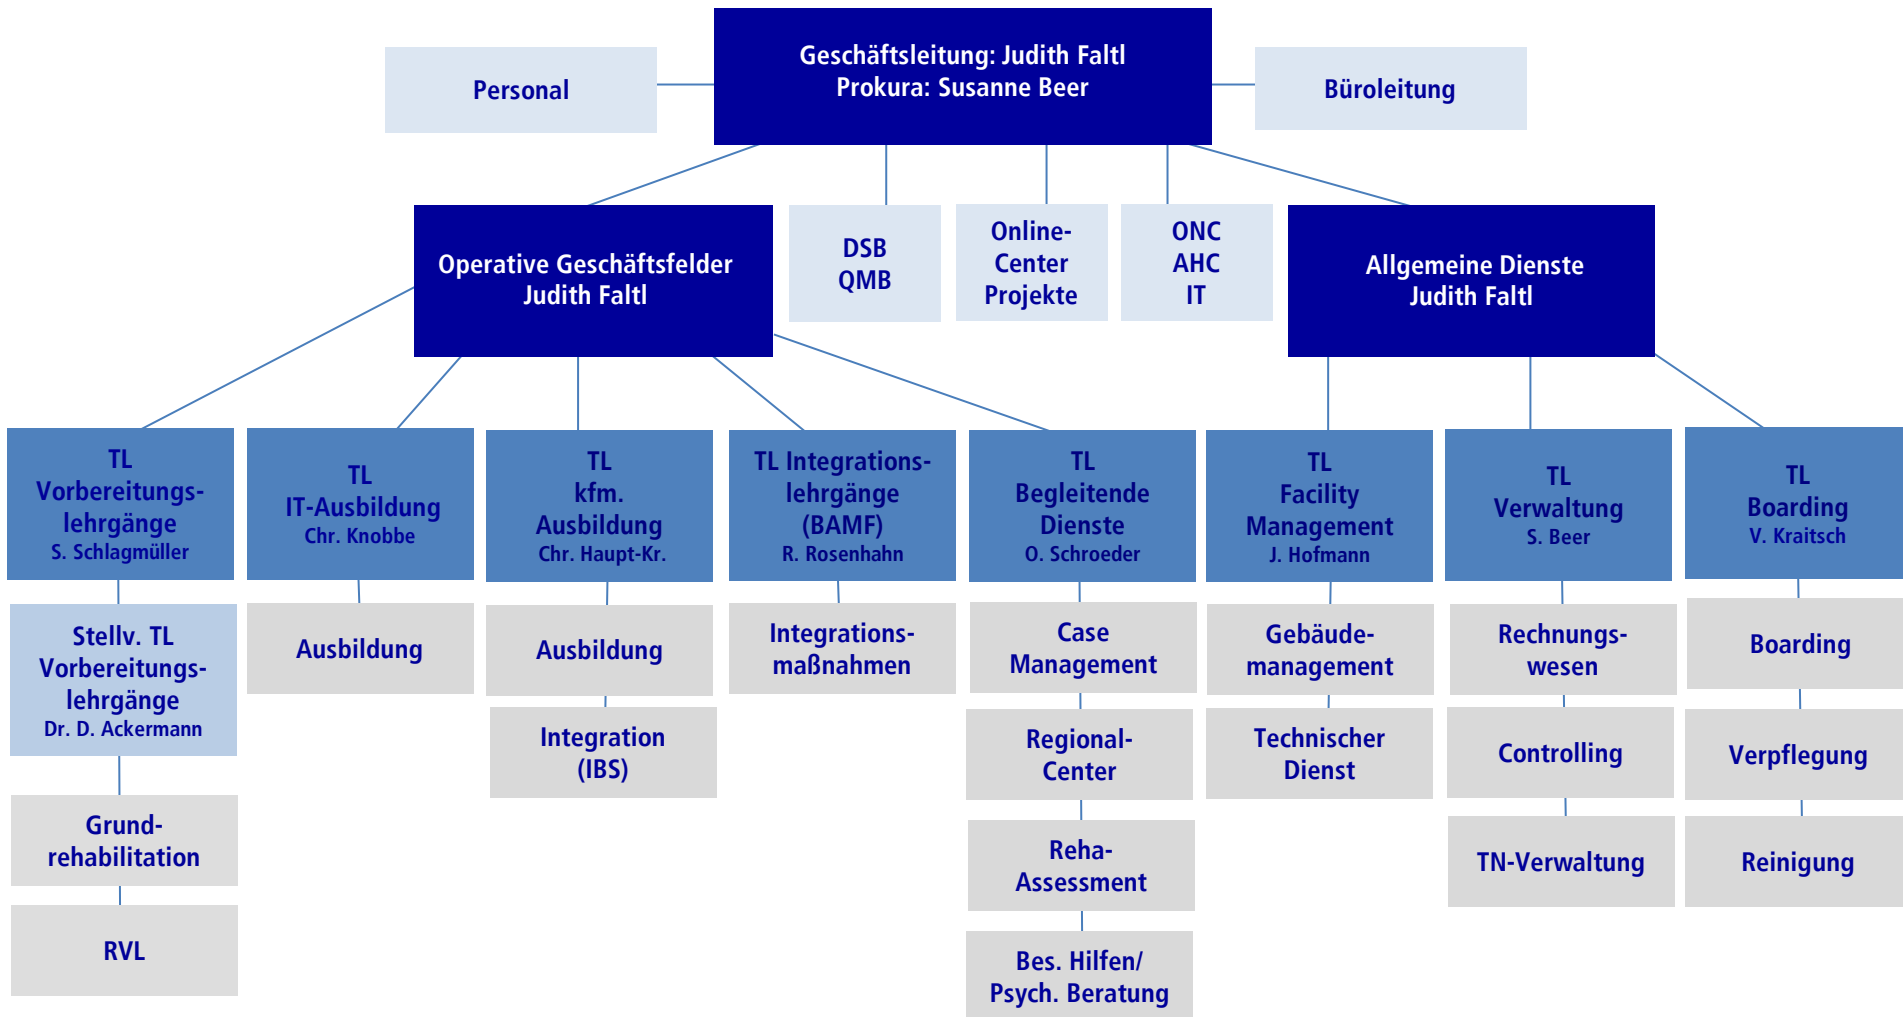 Geschäftsleitung: Judith Faltl
Prokura: Susanne Beer
Personal
Büroleitung
Operative Geschäftsfelder
Judith Faltl
DSB
QMB
Online-
Center
Projekte
ONC
AHC
IT
Allgemeine Dienste
Judith Faltl
TL
Vorbereitungs-
lehrgänge
S. Schlagmüller
TL
IT-Ausbildung
Chr. Knobbe
TL
kfm.
Ausbildung
Chr. Haupt-Kr.
TL Integrations-
lehrgänge
(BAMF)
R. Rosenhahn
TL
Begleitende
Dienste
O. Schroeder
TL
Facility
Management
J. Hofmann
TL
Verwaltung
S. Beer
TL
Boarding
V. Kraitsch
Stellv. TL
Vorbereitungs-
lehrgänge
Dr. D. Ackermann
Ausbildung
Ausbildung
Integrations-
maßnahmen
Case
Management
Gebäude-
management
Rechnungs-
wesen
Boarding
Integration
(IBS)
Regional-
Center
Technischer
Dienst
Controlling
Verpflegung
Grund-
rehabilitation
Reha-
Assessment
TN-Verwaltung
Reinigung
RVL
Bes. Hilfen/
Psych. Beratung